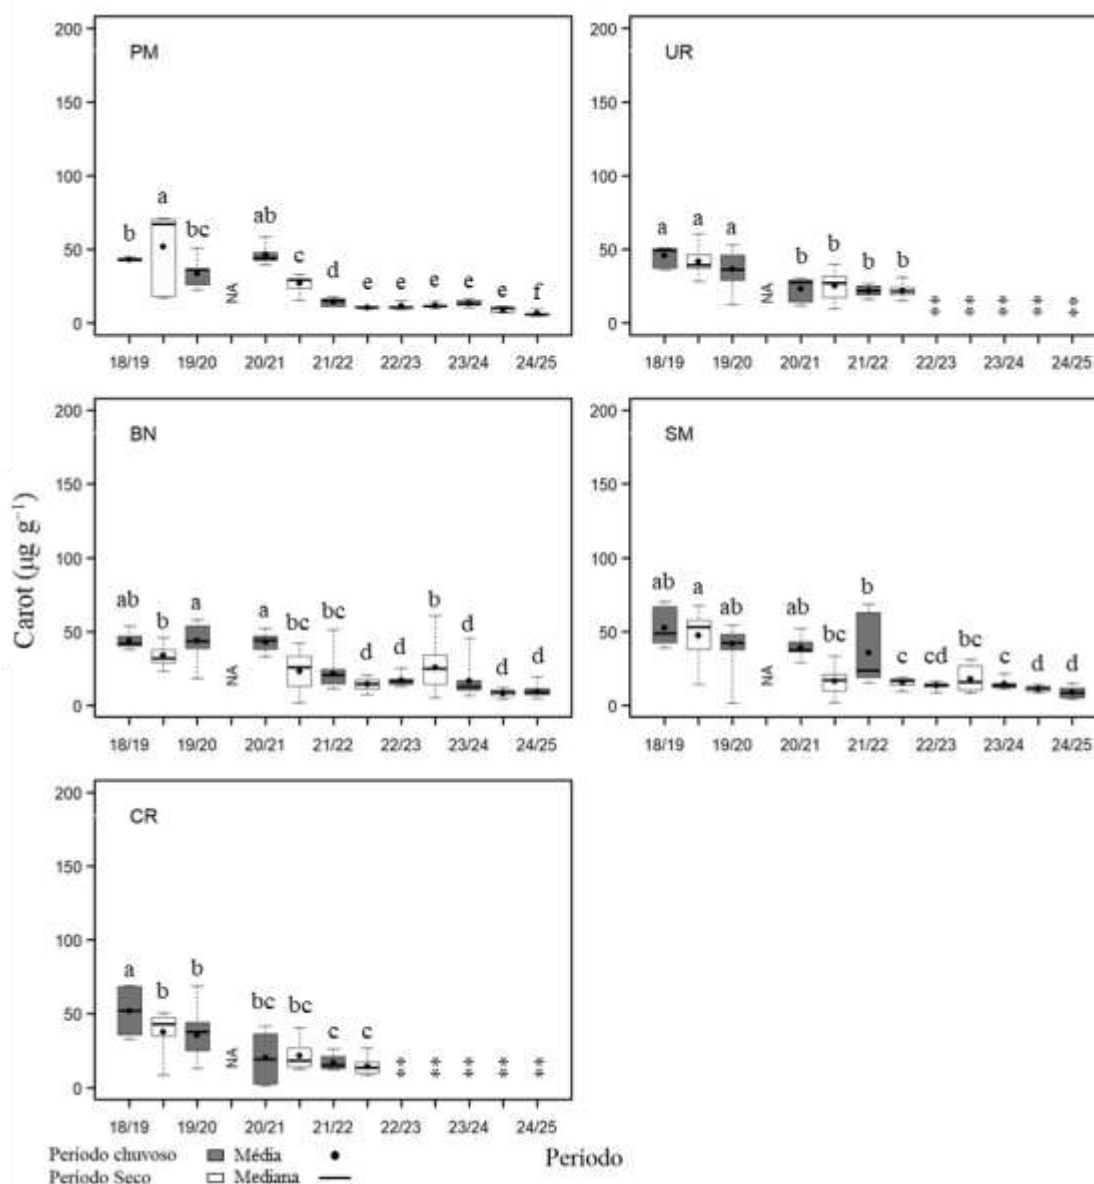 200 PM
150
100
50
0
b a bc NA ab c d e e e e e f
18/19 19/20 20/21 21/22 22/23 23/24 24/25
200 UR
150
100
50
0
a a a NA b b b b ** ** ** ** **
18/19 19/20 20/21 21/22 22/23 23/24 24/25
Carot (µg g⁻¹)
200 BN
150
100
50
0
ab b a NA a bc bc d d b d d d
18/19 19/20 20/21 21/22 22/23 23/24 24/25
200 SM
150
100
50
0
ab a ab NA ab bc b c cd bc c d d
18/19 19/20 20/21 21/22 22/23 23/24 24/25
200 CR
150
100
50
0
a b b NA bc bc c c ** ** ** ** **
18/19 19/20 20/21 21/22 22/23 23/24 24/25
Periodo chuvoso Média
Periodo Seco Mediana
Periodo